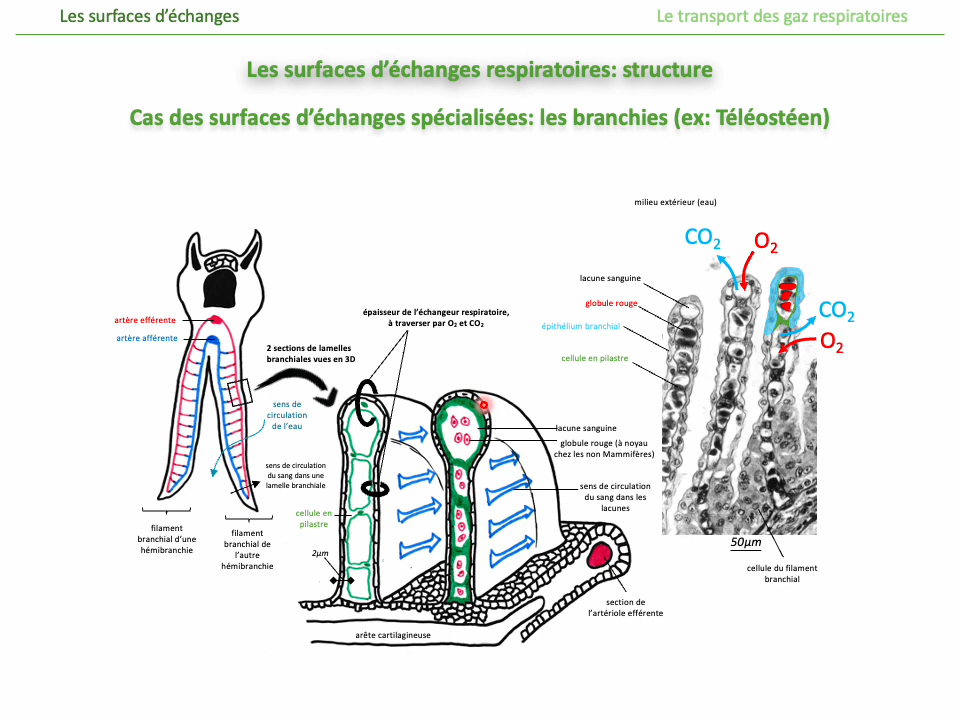 Les surfaces d’échanges
Le transport des gaz respiratoires
Les surfaces d’échanges respiratoires: structure
Cas des surfaces d’échanges spécialisées: les branchies (ex: Téléostéen)
milieu extérieur (eau)
CO₂
O₂
lacune sanguine
globule rouge
épithélium branchial
cellule en pilastre
CO₂
O₂
50µm
cellule du filament
branchial
artère efférente
artère afférente
épaisseur de l’échangeur respiratoire,
à traverser par O₂ et CO₂
2 sections de lamelles
branchiales vues en 3D
sens de
circulation
de l’eau
sens de circulation
du sang dans une
lamelle branchiale
filament
branchial d’une
hémibranchie
filament
branchial de
l’autre
hémibranchie
cellule en
pilastre
2µm
lacune sanguine
globule rouge (à noyau
chez les non Mammifères)
sens de circulation
du sang dans les
lacunes
section de
l’artériole efférente
arête cartilagineuse